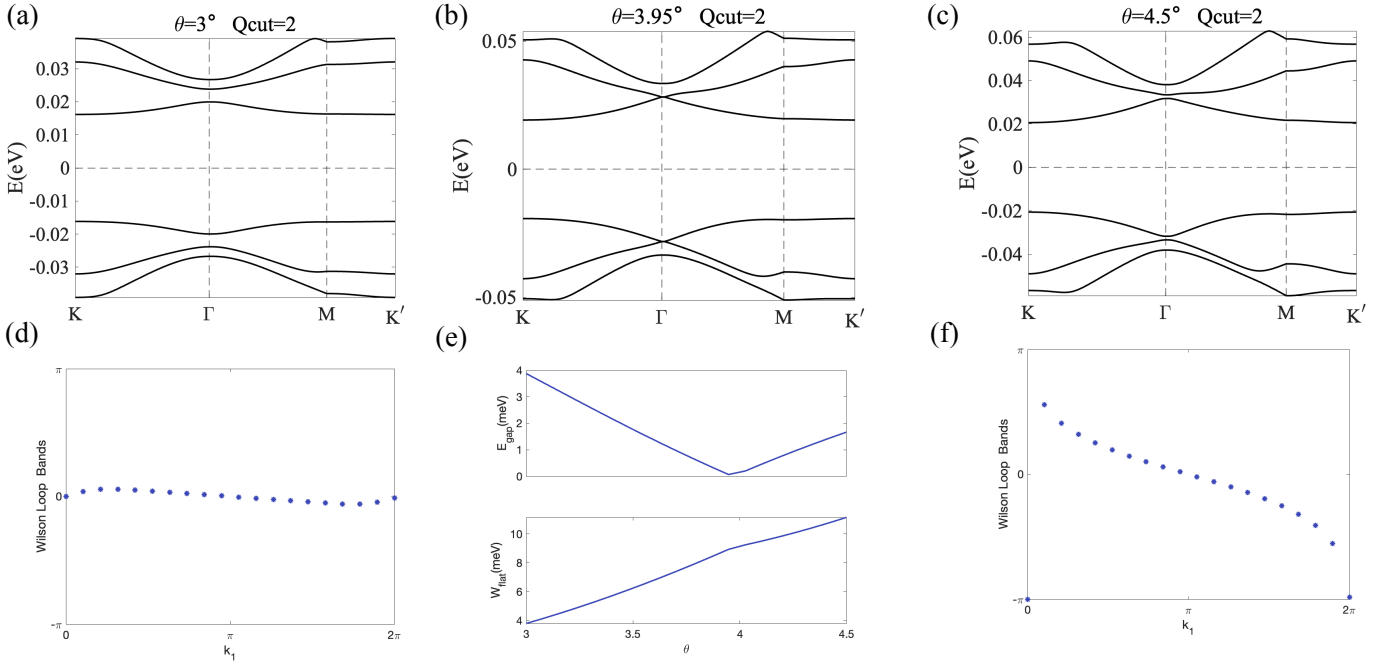 (a)
θ=3° Qcut=2
E(eV)
0.03
0.02
0.01
0
-0.01
-0.02
-0.03
K Γ M K′
(b)
θ=3.95° Qcut=2
E(eV)
0.05
0
-0.05
K Γ M K′
(c)
θ=4.5° Qcut=2
E(eV)
0.06
0.04
0.02
0
-0.02
-0.04
K Γ M K′
(d)
Wilson Loop Bands
π
0
-π
0 π 2π
k₁
(e)
E_gap(meV)
4
3
2
1
0
W_flat(meV)
10
8
6
4
3 3.5 4 4.5
θ
(f)
Wilson Loop Bands
π
0
-π
0 π 2π
k₁